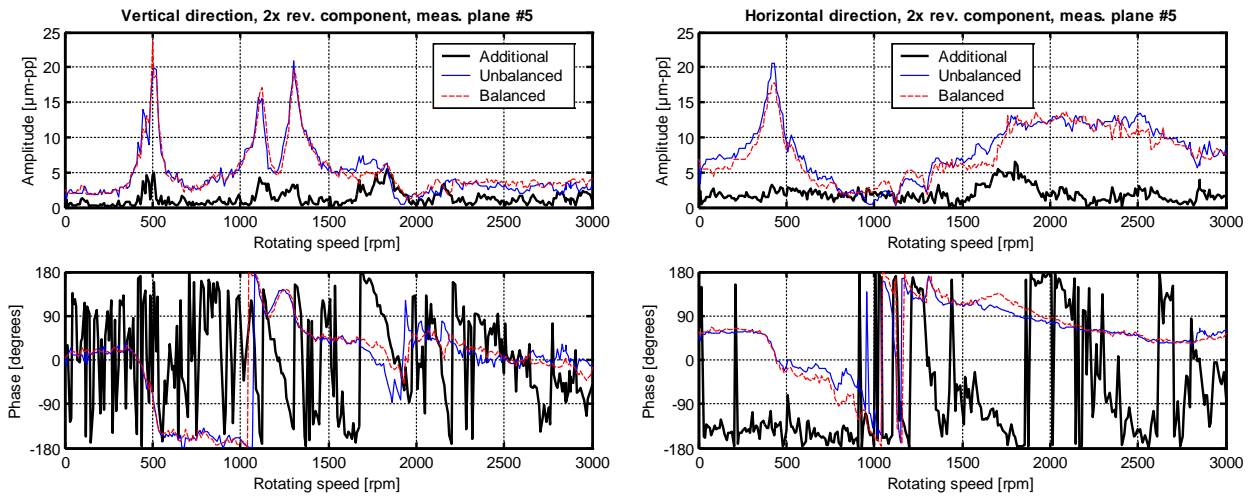 Vertical direction, 2x rev. component, meas. plane #5
25
20
15
10
5
0
Amplitude [µm-pp]
Additional
Unbalanced
Balanced
0 500 1000 1500 2000 2500 3000
Rotating speed [rpm]
180
90
0
-90
-180
Phase [degrees]
0 500 1000 1500 2000 2500 3000
Rotating speed [rpm]
Horizontal direction, 2x rev. component, meas. plane #5
25
20
15
10
5
0
Amplitude [µm-pp]
Additional
Unbalanced
Balanced
0 500 1000 1500 2000 2500 3000
Rotating speed [rpm]
180
90
0
-90
-180
Phase [degrees]
0 500 1000 1500 2000 2500 3000
Rotating speed [rpm]